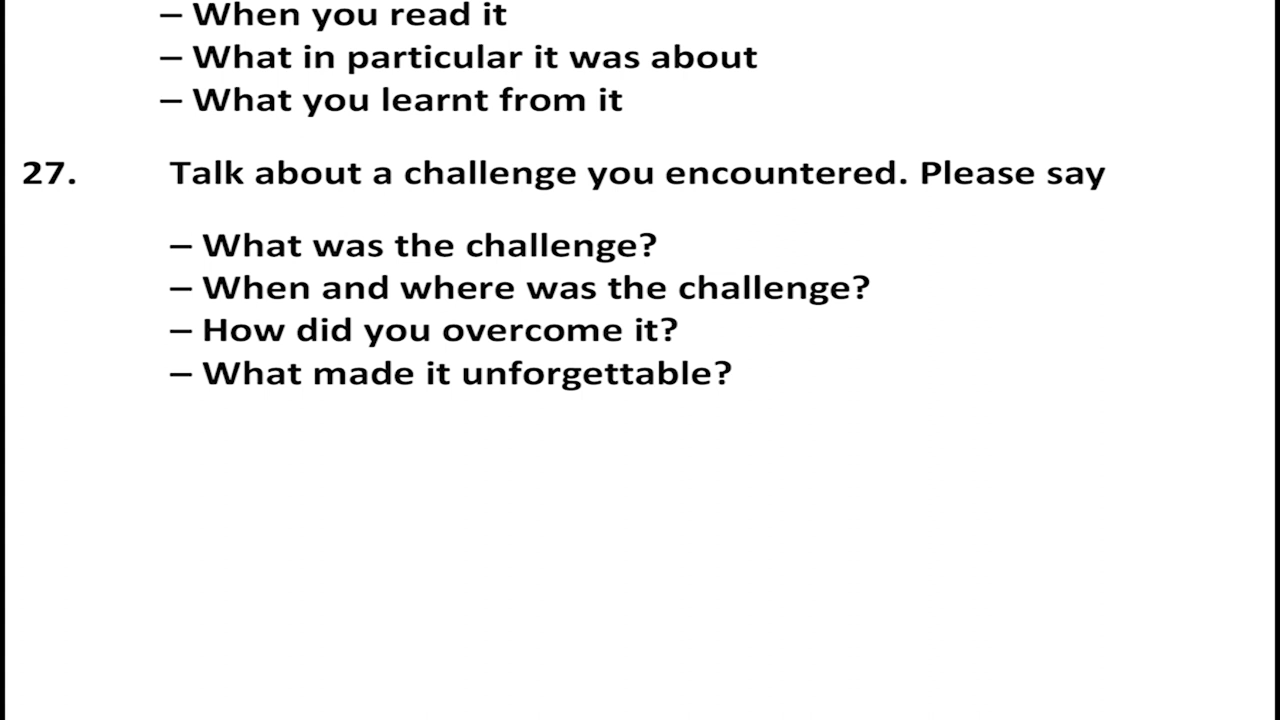 – When you read it
– What in particular it was about
– What you learnt from it
27. Talk about a challenge you encountered. Please say
– What was the challenge?
– When and where was the challenge?
– How did you overcome it?
– What made it unforgettable?